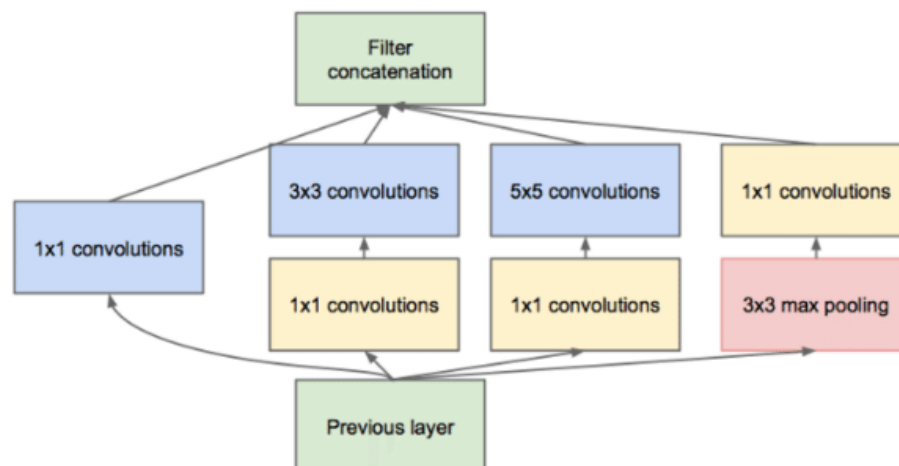 Filter
concatenation
3x3 convolutions
5x5 convolutions
1x1 convolutions
1x1 convolutions
1x1 convolutions
1x1 convolutions
3x3 max pooling
Previous layer